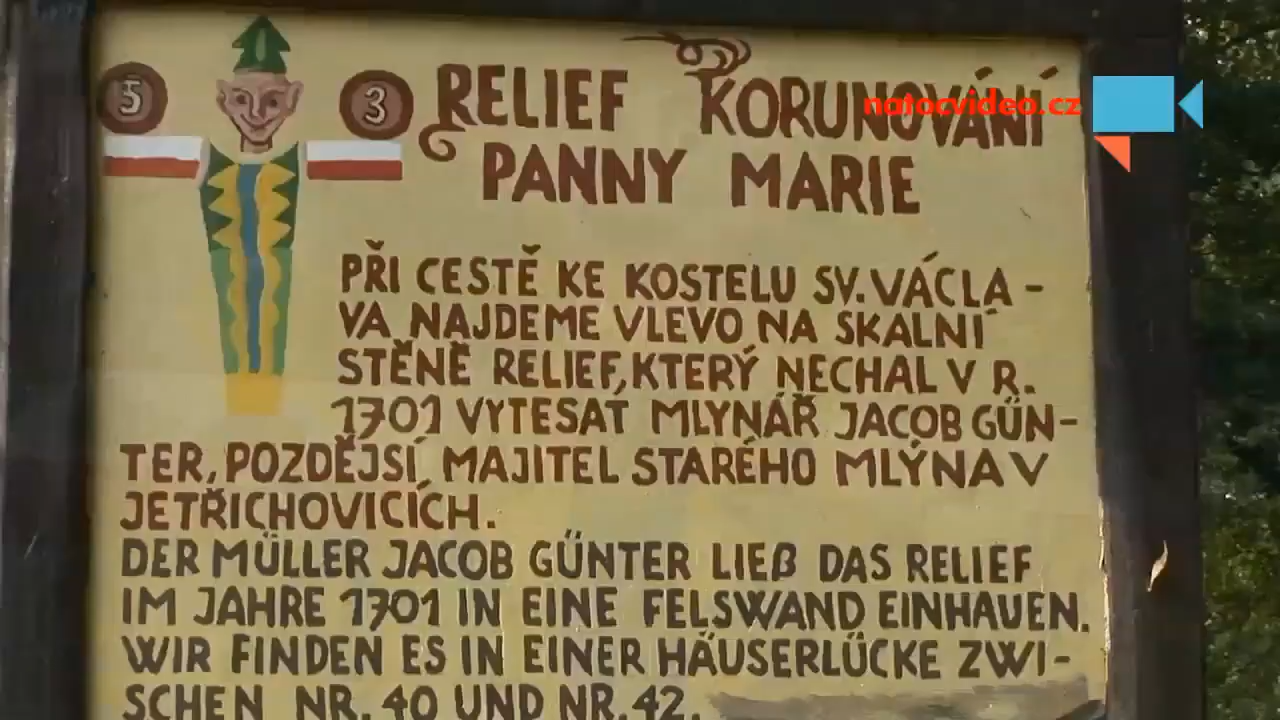 5
3
RELIEF KORUNOVÁNÍ
natocvideo.cz
PANNY MARIE
PŘI CESTĚ KE KOSTELU SV. VÁCLA-
VA NAJDEME VLEVO NA SKALNÍ
STĚNĚ RELIEF, KTERÝ NECHAL V R.
1701 VYTESAT MLYNÁŘ JACOB GŰN-
TER, POZDĚJSÍ MAJITEL STARÉHO MLÝNA V
JETŘICHOVICÍCH.
DER MÜLLER JACOB GŰNTER LIEß DAS RELIEF
IM JAHRE 1701 IN EINE FELSWAND EINHAUEN.
WIR FINDEN ES IN EINER HÄUSERLÜCKE ZWI-
SCHEN NR. 40 UND NR. 42.